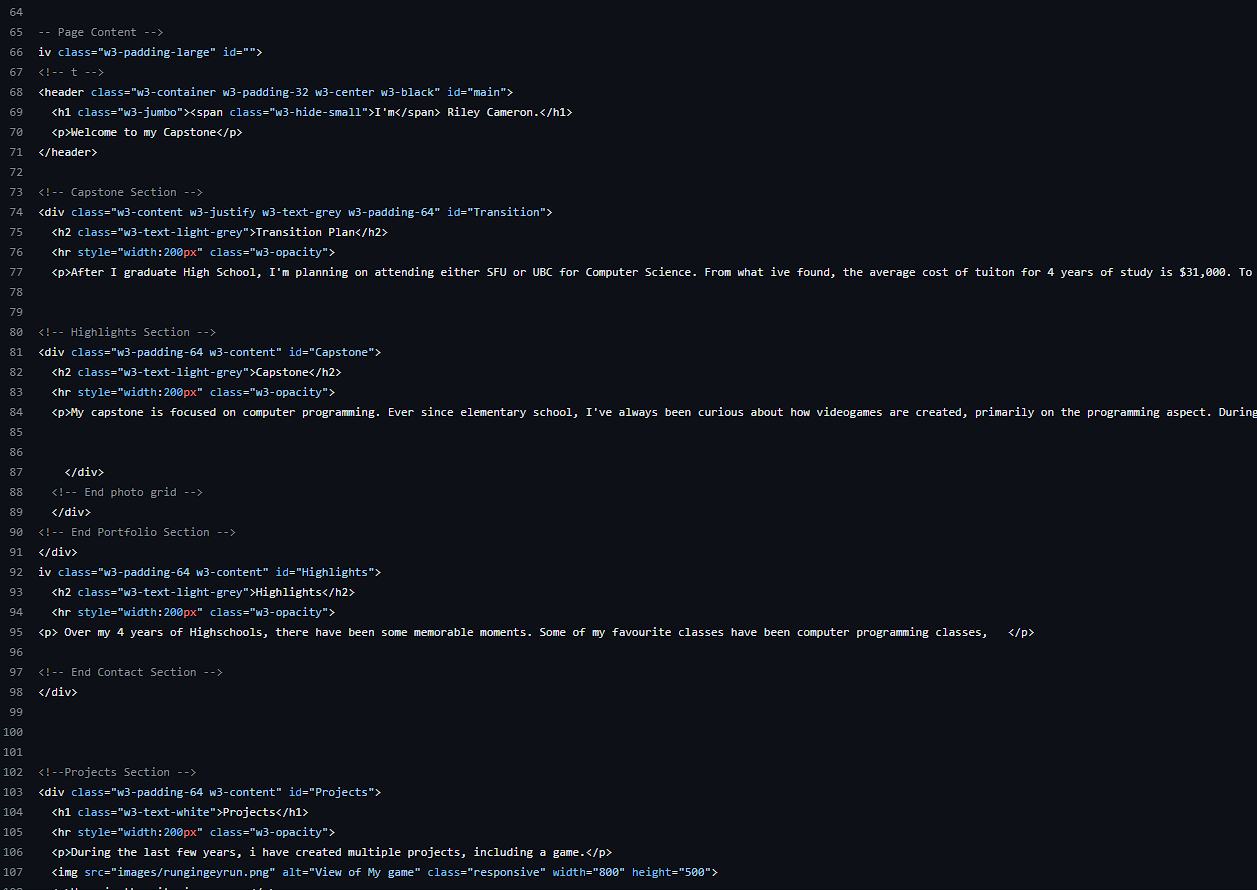 64
65 -- Page Content -->
66 iv class="w3-padding-large" id="">
67 <!-- t -->
68 <header class="w3-container w3-padding-32 w3-center w3-black" id="main">
69 <h1 class="w3-jumbo"><span class="w3-hide-small">I'm</span> Riley Cameron.</h1>
70 <p>Welcome to my Capstone</p>
71 </header>
72
73 <!-- Capstone Section -->
74 <div class="w3-content w3-justify w3-text-grey w3-padding-64" id="Transition">
75 <h2 class="w3-text-light-grey">Transition Plan</h2>
76 <hr style="width:200px" class="w3-opacity">
77 <p>After I graduate High School, I'm planning on attending either SFU or UBC for Computer Science. From what ive found, the average cost of tuiton for 4 years of study is $31,000. To
78
79
80 <!-- Highlights Section -->
81 <div class="w3-padding-64 w3-content" id="Capstone">
82 <h2 class="w3-text-light-grey">Capstone</h2>
83 <hr style="width:200px" class="w3-opacity">
84 <p>My capstone is focused on computer programming. Ever since elementary school, I've always been curious about how videogames are created, primarily on the programming aspect. During
85
86
87 </div>
88 <!-- End photo grid -->
89 </div>
90 <!-- End Portfolio Section -->
91 </div>
92 iv class="w3-padding-64 w3-content" id="Highlights">
93 <h2 class="w3-text-light-grey">Highlights</h2>
94 <hr style="width:200px" class="w3-opacity">
95 <p> Over my 4 years of Highschools, there have been some memorable moments. Some of my favourite classes have been computer programming classes, </p>
96
97 <!-- End Contact Section -->
98 </div>
99
100
101
102 <!--Projects Section -->
103 <div class="w3-padding-64 w3-content" id="Projects">
104 <h1 class="w3-text-white">Projects</h1>
105 <hr style="width:200px" class="w3-opacity">
106 <p>During the last few years, i have created multiple projects, including a game.</p>
107 <img src="images/rungingeyrun.png" alt="View of My game" class="responsive" width="800" height="500">